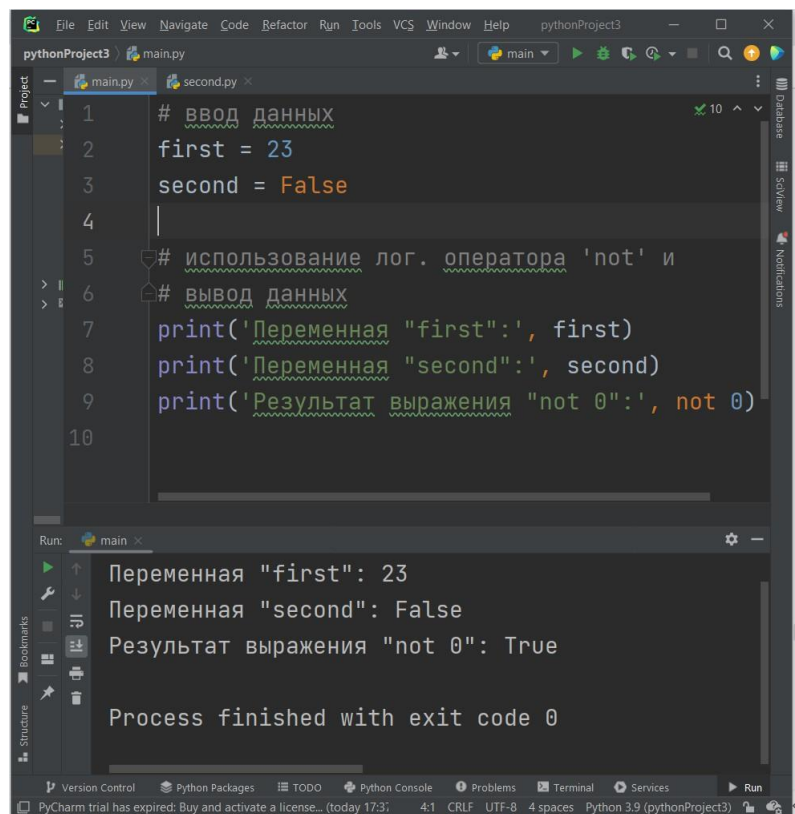 File Edit View Navigate Code Refactor Run Tools VCS Window Help pythonProject3
pythonProject3 main.py main
Project
main.py second.py
1 # ввод данных
10
2 first = 23
3 second = False
4
5 # использование лог. оператора 'not' и
6 # вывод данных
7 print('Переменная "first":', first)
8 print('Переменная "second":', second)
9 print('Результат выражения "not 0":', not 0)
10
Database
SciView
Notifications
Run: main
Переменная "first": 23
Переменная "second": False
Результат выражения "not 0": True
Process finished with exit code 0
Bookmarks
Structure
Version Control Python Packages TODO Python Console Problems Terminal Services Run
PyCharm trial has expired: Buy and activate a license... (today 17:37 4:1 CRLF UTF-8 4 spaces Python 3.9 (pythonProject3)